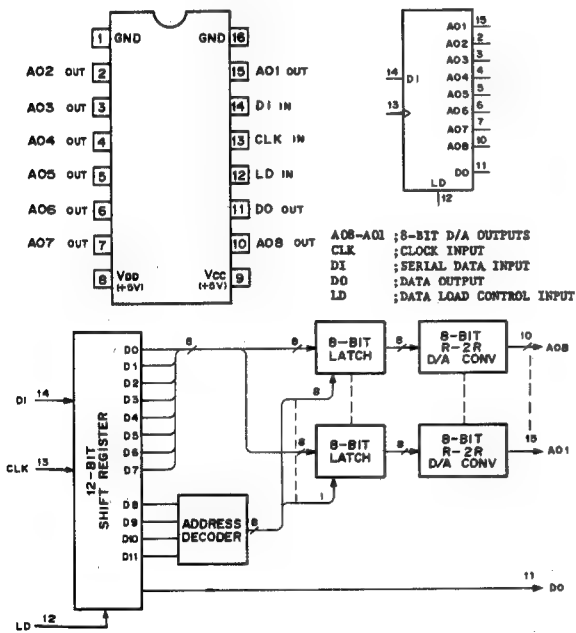 1 GND GND 16
AO2 OUT 2 15 AO1 OUT
AO3 OUT 3 14 DI IN
AO4 OUT 4 13 CLK IN
AO5 OUT 5 12 LD IN
AO6 OUT 6 11 DO OUT
AO7 OUT 7 10 AO8 OUT
8 VDD (+5V) VCC (+5V) 9
AO1 15
AO2 2
AO3 3
14 DI AO4 4
AO5 5
13 AO6 6
AO7 7
AO8 10
DO 11
LD
12
AO8-AO1 ;8-BIT D/A OUTPUTS
CLK ;CLOCK INPUT
DI ;SERIAL DATA INPUT
DO ;DATA OUTPUT
LD ;DATA LOAD CONTROL INPUT
DI 14
CLK 13
LD 12
12-BIT
SHIFT REGISTER
D0
D1
D2
D3
D4
D5
D6
D7
D8
D9
D10
D11
8
ADDRESS
DECODER
8
8
8-BIT
LATCH
8
8-BIT
R-2R
D/A CONV
10 AO8
8
8
8-BIT
LATCH
1
8
8-BIT
R-2R
D/A CONV
15 AO1
11 DO